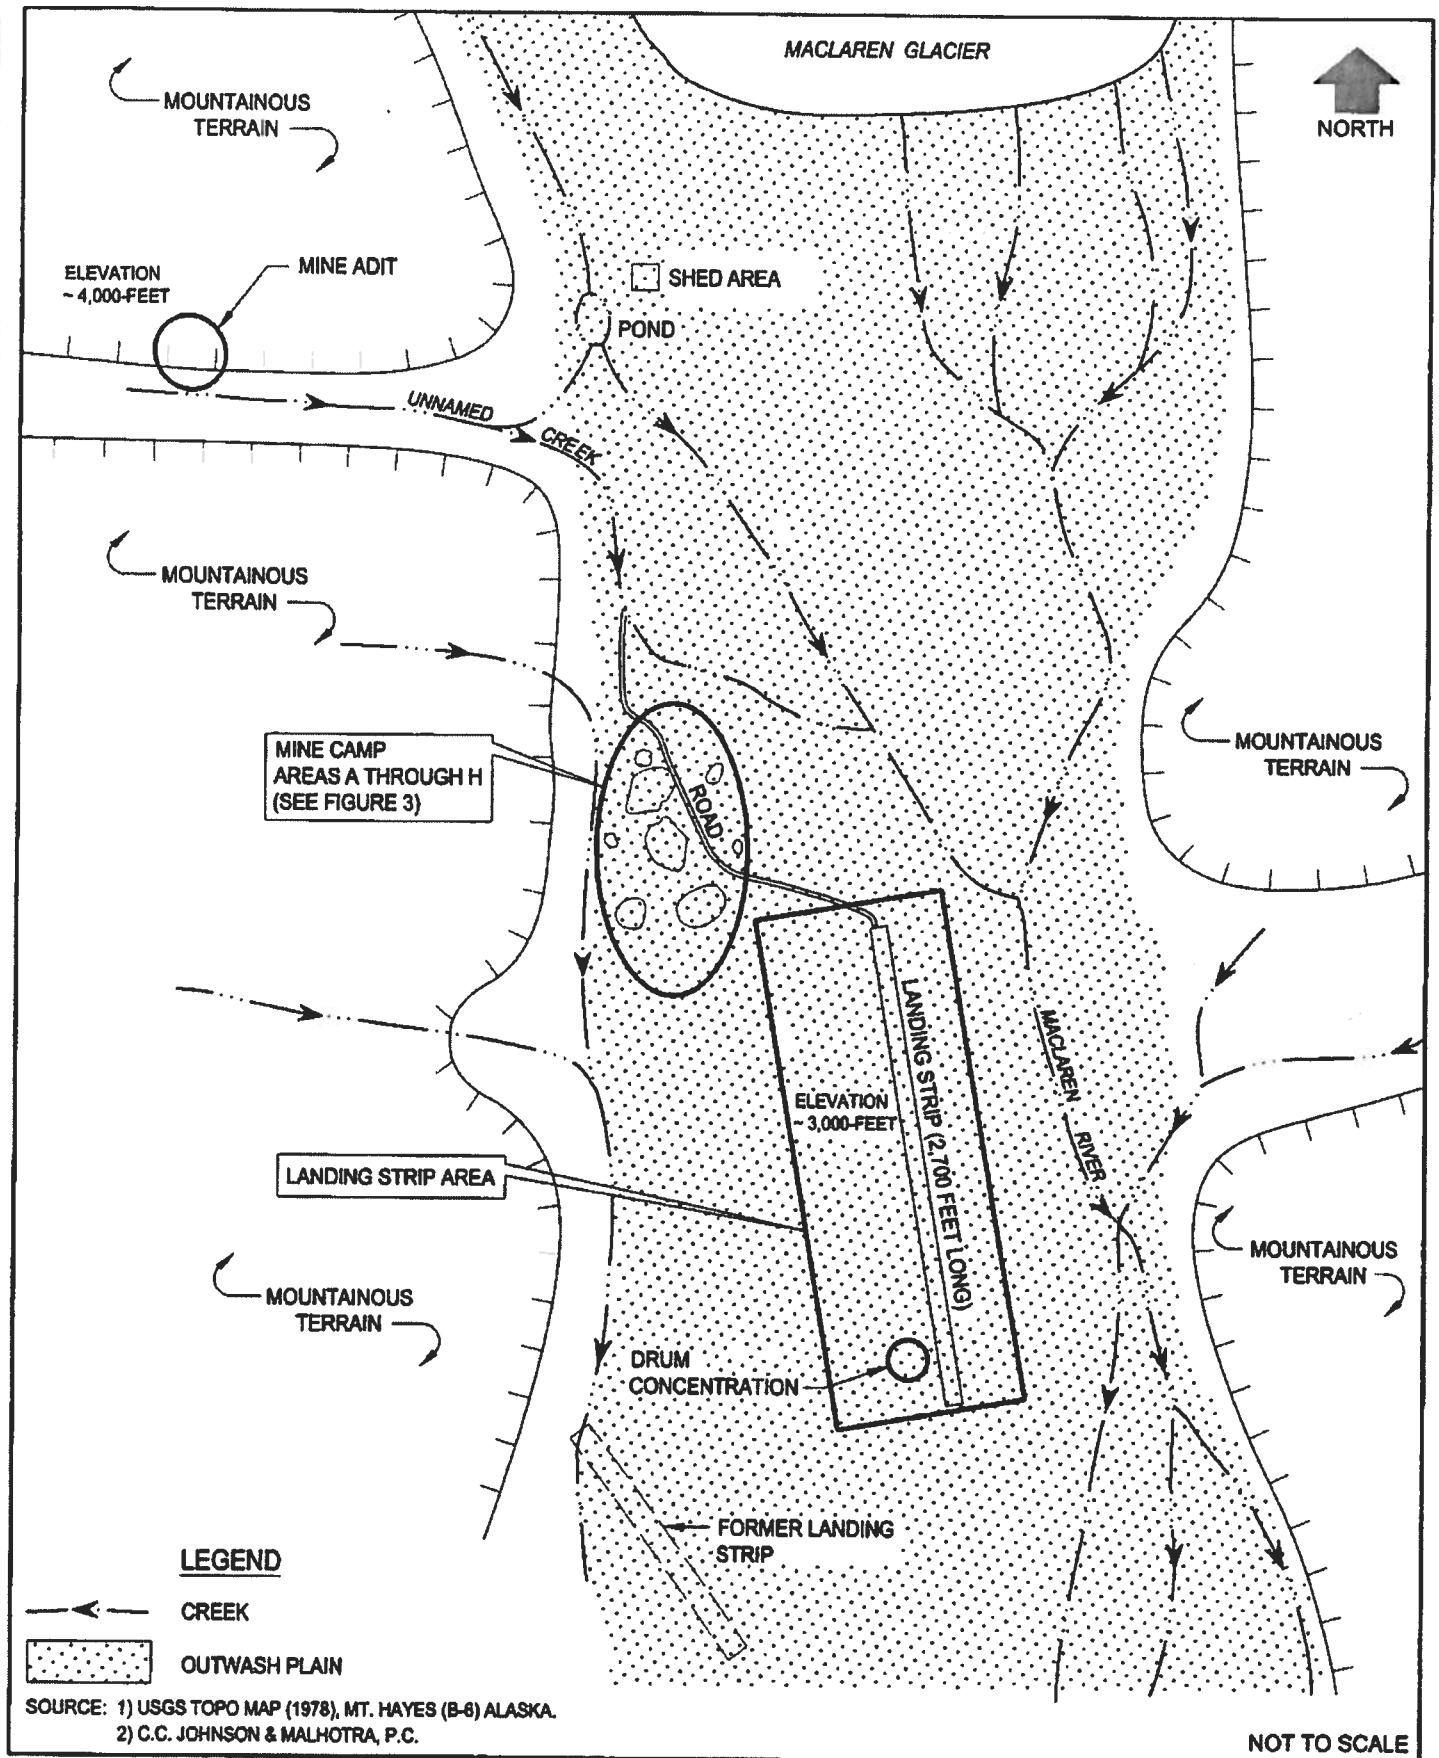 MACLAREN GLACIER
NORTH
MOUNTAINOUS
TERRAIN
ELEVATION
~ 4,000-FEET
MINE ADIT
SHED AREA
POND
UNNAMED
CREEK
MOUNTAINOUS
TERRAIN
MINE CAMP
AREAS A THROUGH H
(SEE FIGURE 3)
ROAD
MOUNTAINOUS
TERRAIN
LANDING STRIP (2,700 FEET LONG)
MACLAREN
RIVER
ELEVATION
~ 3,000-FEET
LANDING STRIP AREA
MOUNTAINOUS
TERRAIN
MOUNTAINOUS
TERRAIN
DRUM
CONCENTRATION
FORMER LANDING
STRIP
LEGEND
CREEK
OUTWASH PLAIN
SOURCE: 1) USGS TOPO MAP (1978), MT. HAYES (B-6) ALASKA.
2) C.C. JOHNSON & MALHOTRA, P.C.
NOT TO SCALE